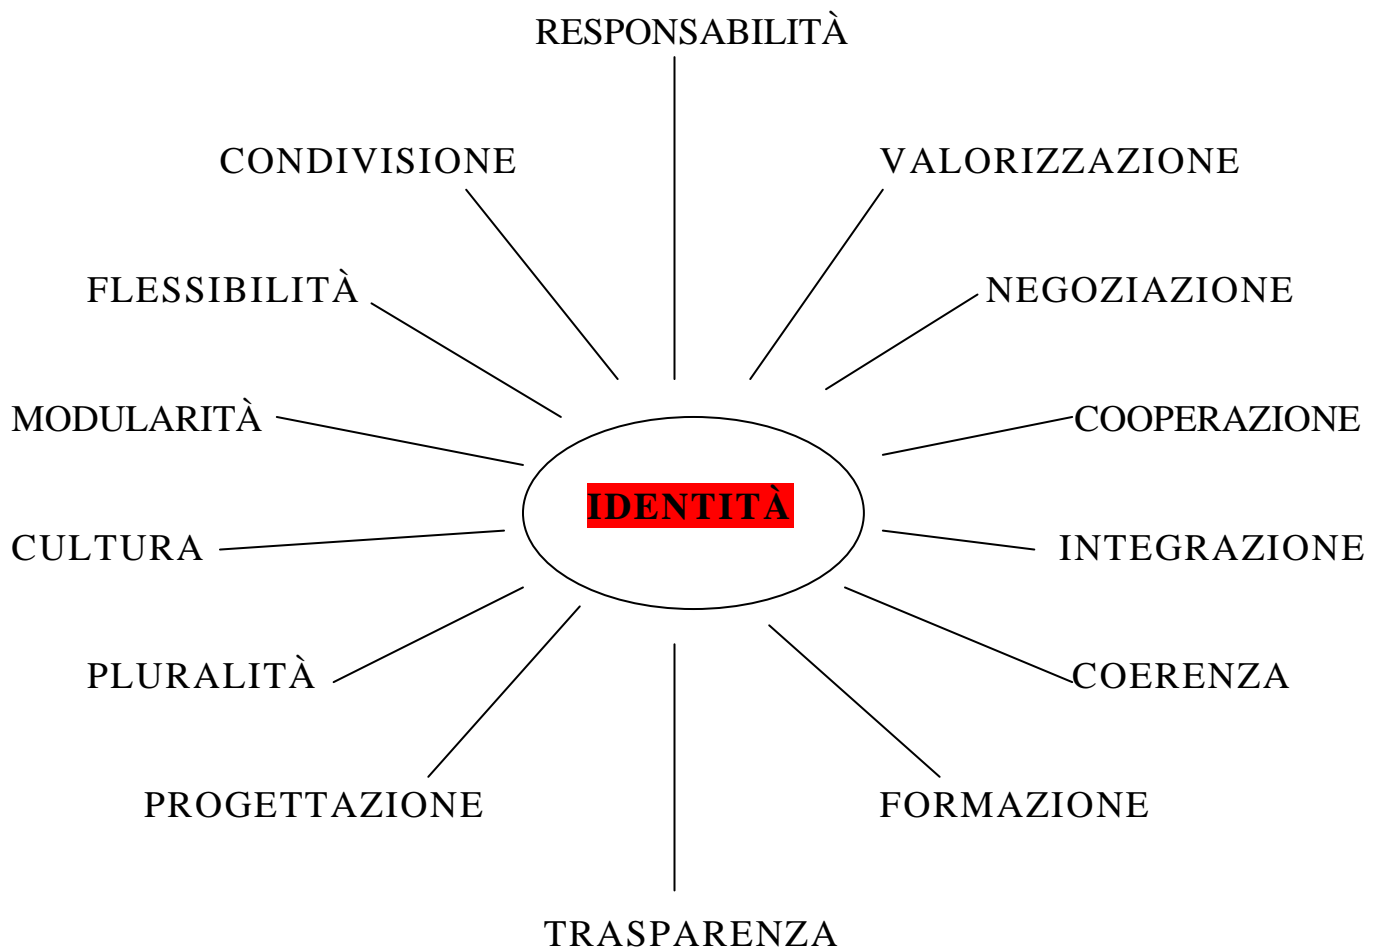 RESPONSABILITÀ
CONDIVISIONE
VALORIZZAZIONE
FLESSIBILITÀ
NEGOZIAZIONE
MODULARITÀ
COOPERAZIONE
IDENTITÀ
CULTURA
INTEGRAZIONE
PLURALITÀ
COERENZA
PROGETTAZIONE
FORMAZIONE
TRASPARENZA